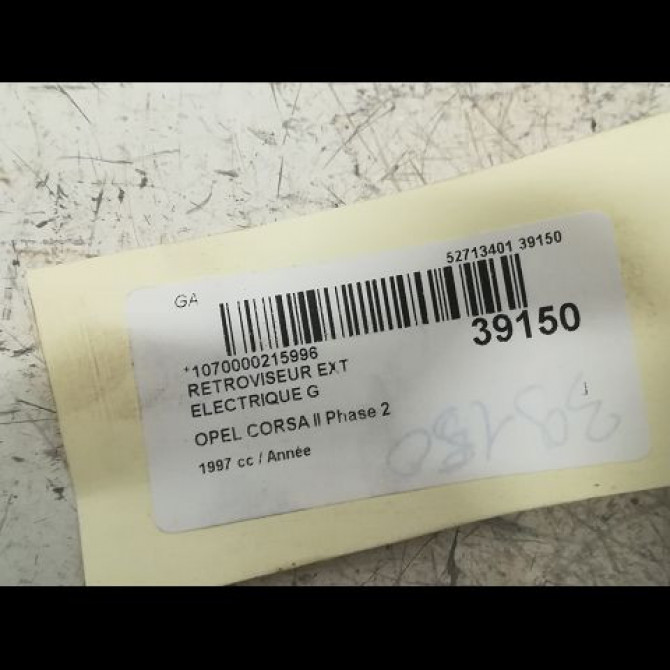 52713401 39150
GA
39150
*1070000215996
RETROVISEUR EXT
ELECTRIQUE G
OPEL CORSA II Phase 2
1997 cc / Année